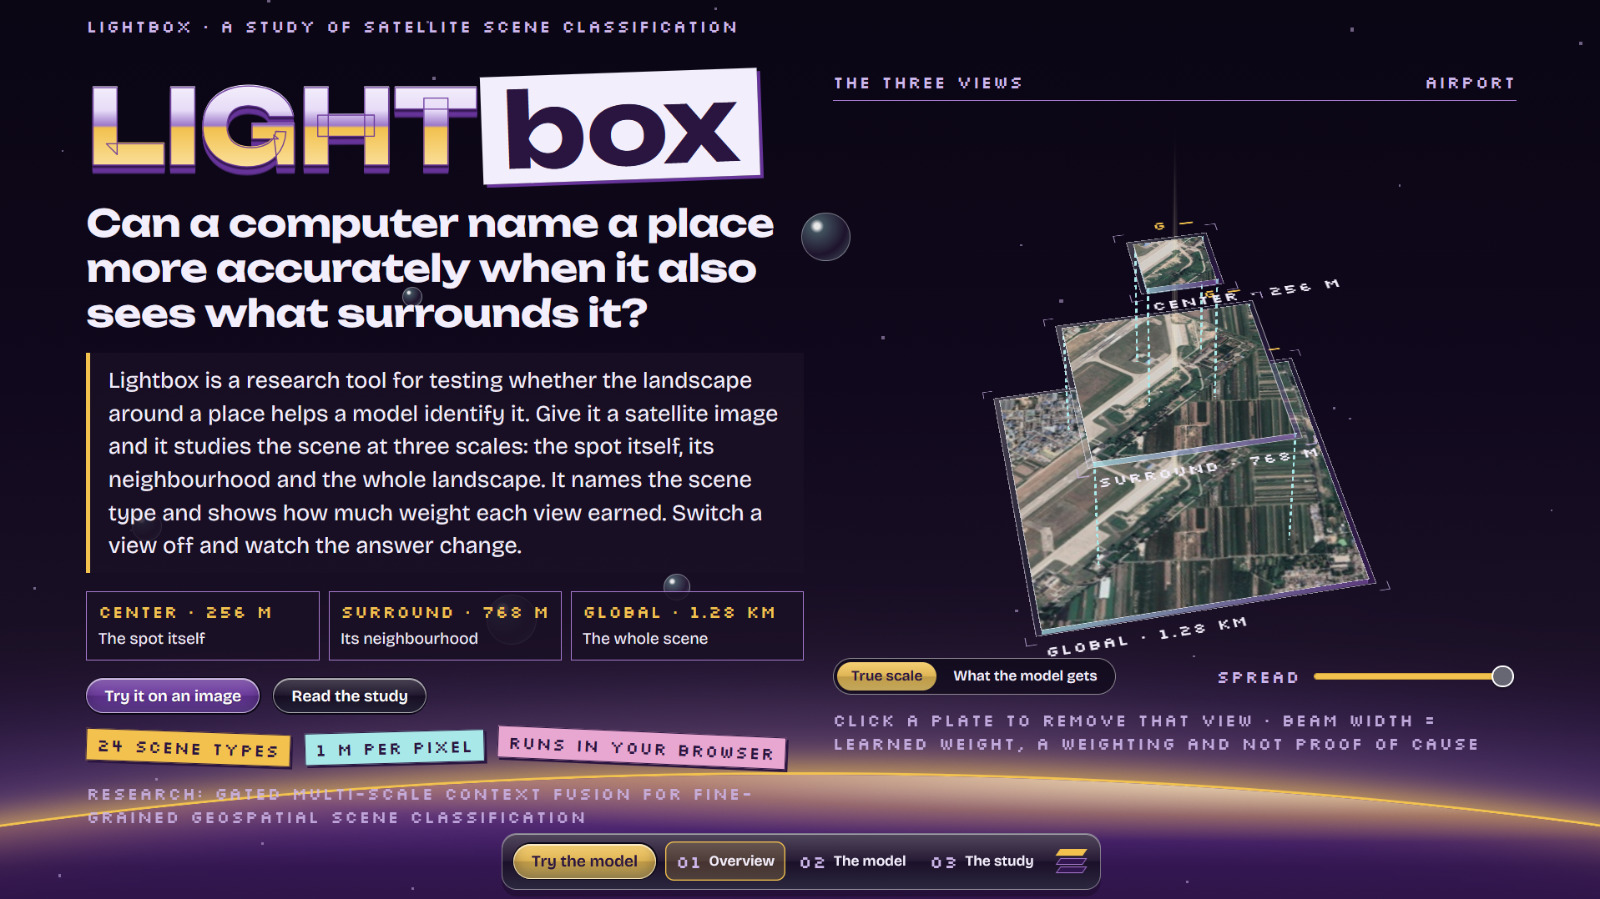 LIGHTBOX · A STUDY OF SATELLITE SCENE CLASSIFICATION
LIGHT box
Can a computer name a place
more accurately when it also
sees what surrounds it?
Lightbox is a research tool for testing whether the landscape
around a place helps a model identify it. Give it a satellite image
and it studies the scene at three scales: the spot itself, its
neighbourhood and the whole landscape. It names the scene
type and shows how much weight each view earned. Switch a
view off and watch the answer change.
CENTER · 256 M
The spot itself
SURROUND · 768 M
Its neighbourhood
GLOBAL · 1.28 KM
The whole scene
Try it on an image
Read the study
24 SCENE TYPES
1 M PER PIXEL
RUNS IN YOUR BROWSER
RESEARCH: GATED MULTI-SCALE CONTEXT FUSION FOR FINE-
GRAINED GEOSPATIAL SCENE CLASSIFICATION
THE THREE VIEWS
AIRPORT
G —
CENTER · 256 M
G —
SURROUND · 768 M
GLOBAL · 1.28 KM
True scale
What the model gets
SPREAD
CLICK A PLATE TO REMOVE THAT VIEW · BEAM WIDTH =
LEARNED WEIGHT, A WEIGHTING AND NOT PROOF OF CAUSE
Try the model
01 Overview
02 The model
03 The study